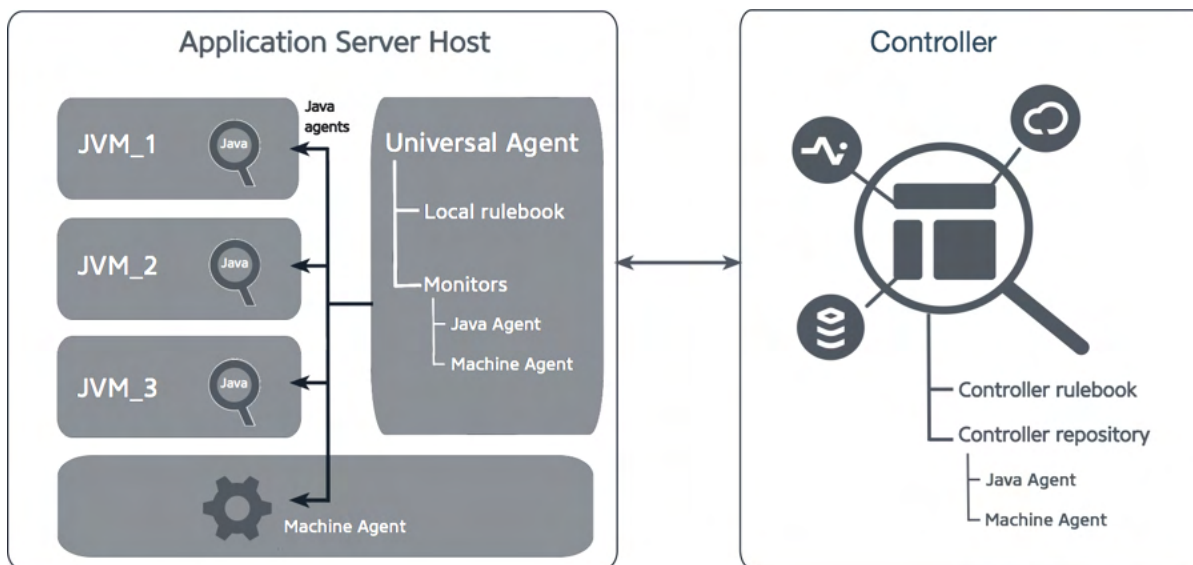 Application Server Host
Java
agents
JVM_1
Java
JVM_2
Java
JVM_3
Java
Machine Agent
Universal Agent
Local rulebook
Monitors
Java Agent
Machine Agent
Controller
Controller rulebook
Controller repository
Java Agent
Machine Agent